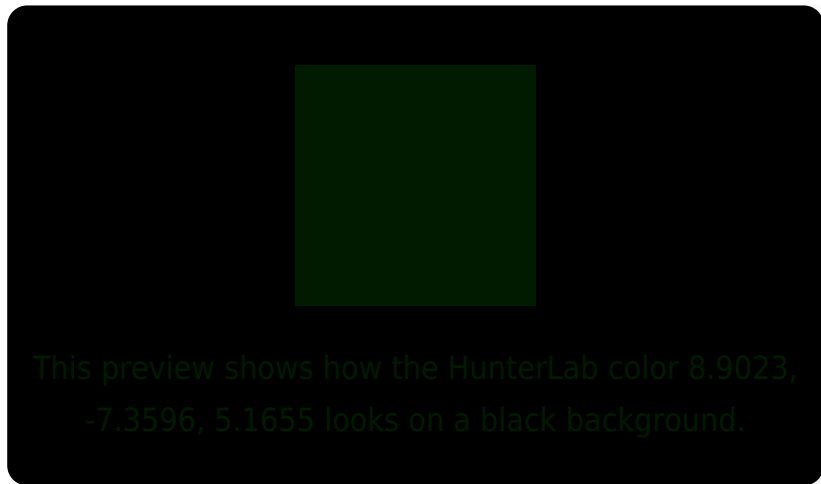 This preview shows how the HunterLab color 8.9023,
-7.3596, 5.1655 looks on a black background.